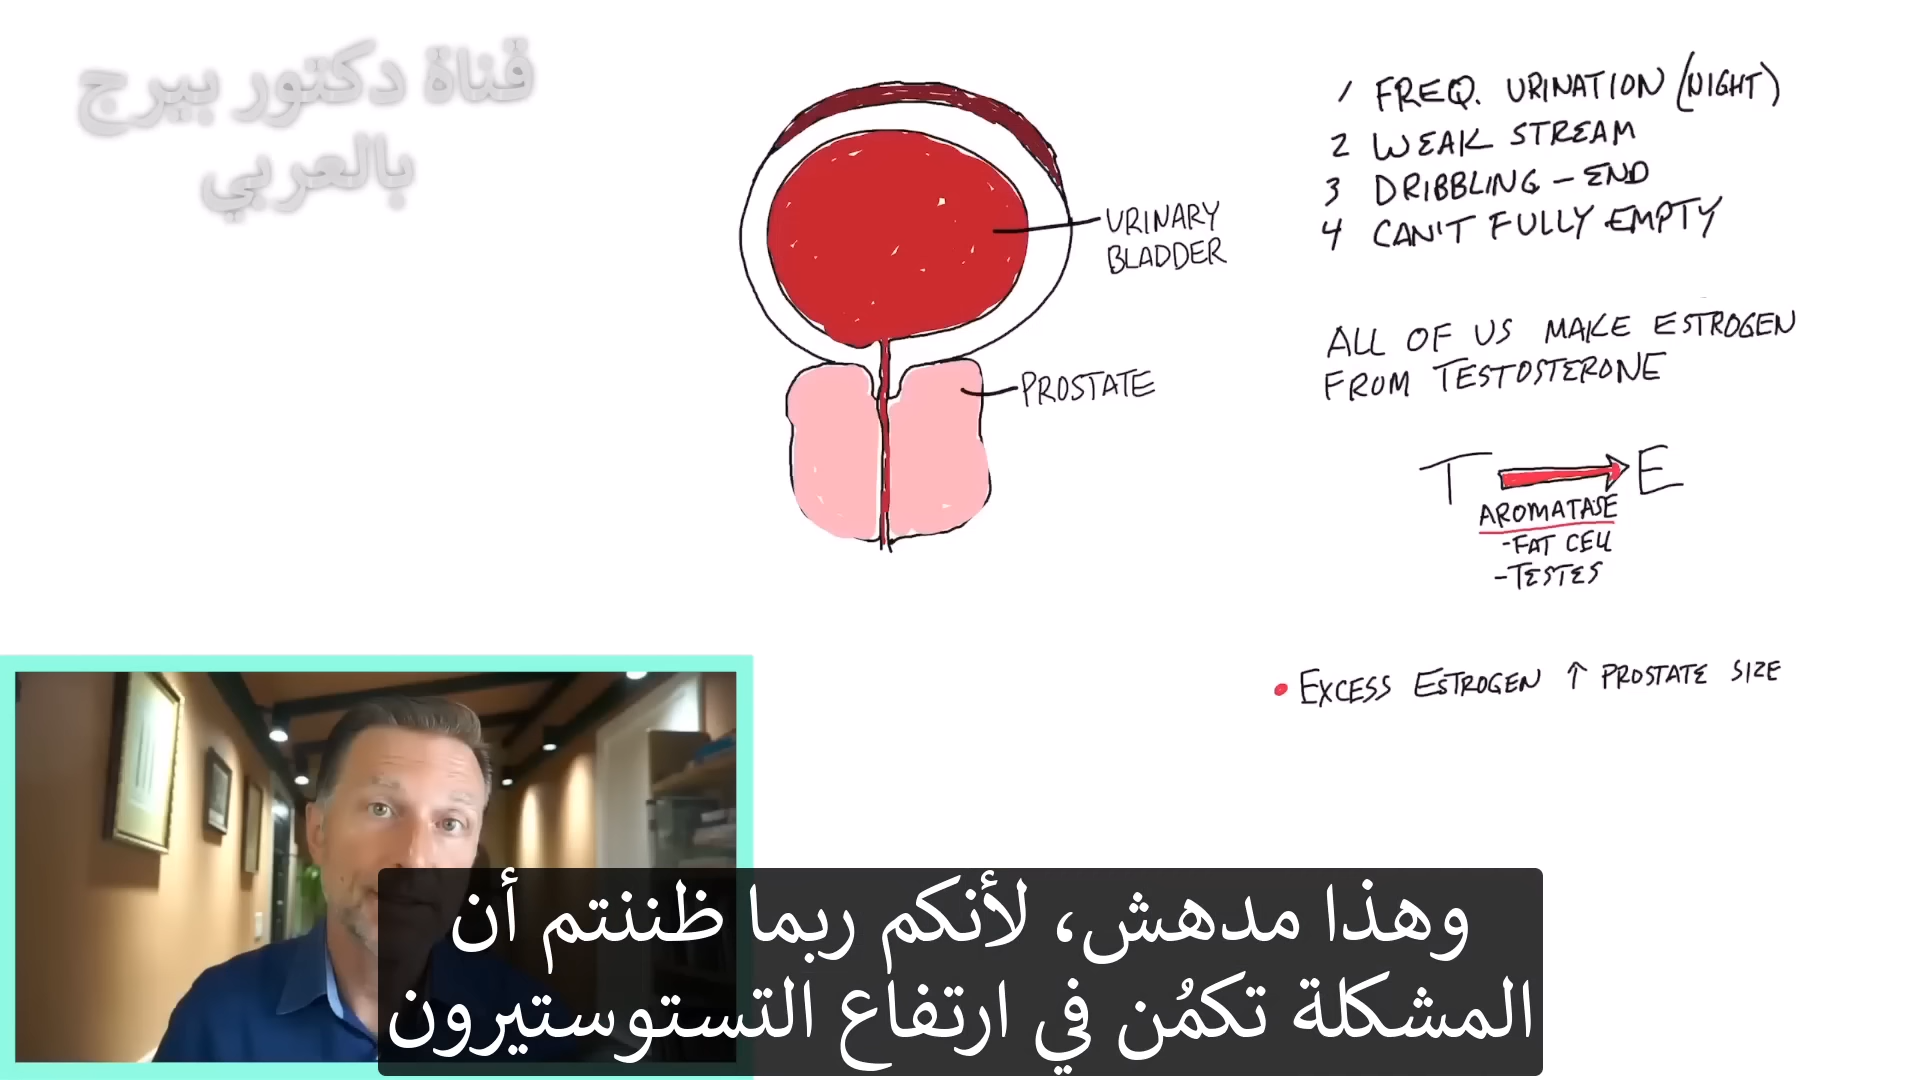 قناة دكتور بيرج
بالعربي
1 FREQ. URINATION (NIGHT)
2 WEAK STREAM
3 DRIBBLING - END
4 CAN'T FULLY EMPTY
URINARY
BLADDER
PROSTATE
ALL OF US MAKE ESTROGEN
FROM TESTOSTERONE
T → E
AROMATASE
- FAT CELL
- TESTES
• EXCESS ESTROGEN ↑ PROSTATE SIZE
وهذا مدهش، لأنكم ربما ظننتم أن
المشكلة تكمُن في ارتفاع التستوستيرون